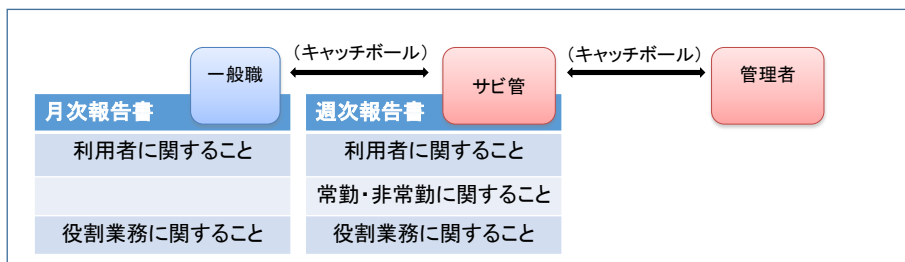 (キャッチボール)
(キャッチボール)
一般職
サビ管
管理者
月次報告書
週次報告書
利用者に関すること
利用者に関すること
常勤・非常勤に関すること
役割業務に関すること
役割業務に関すること